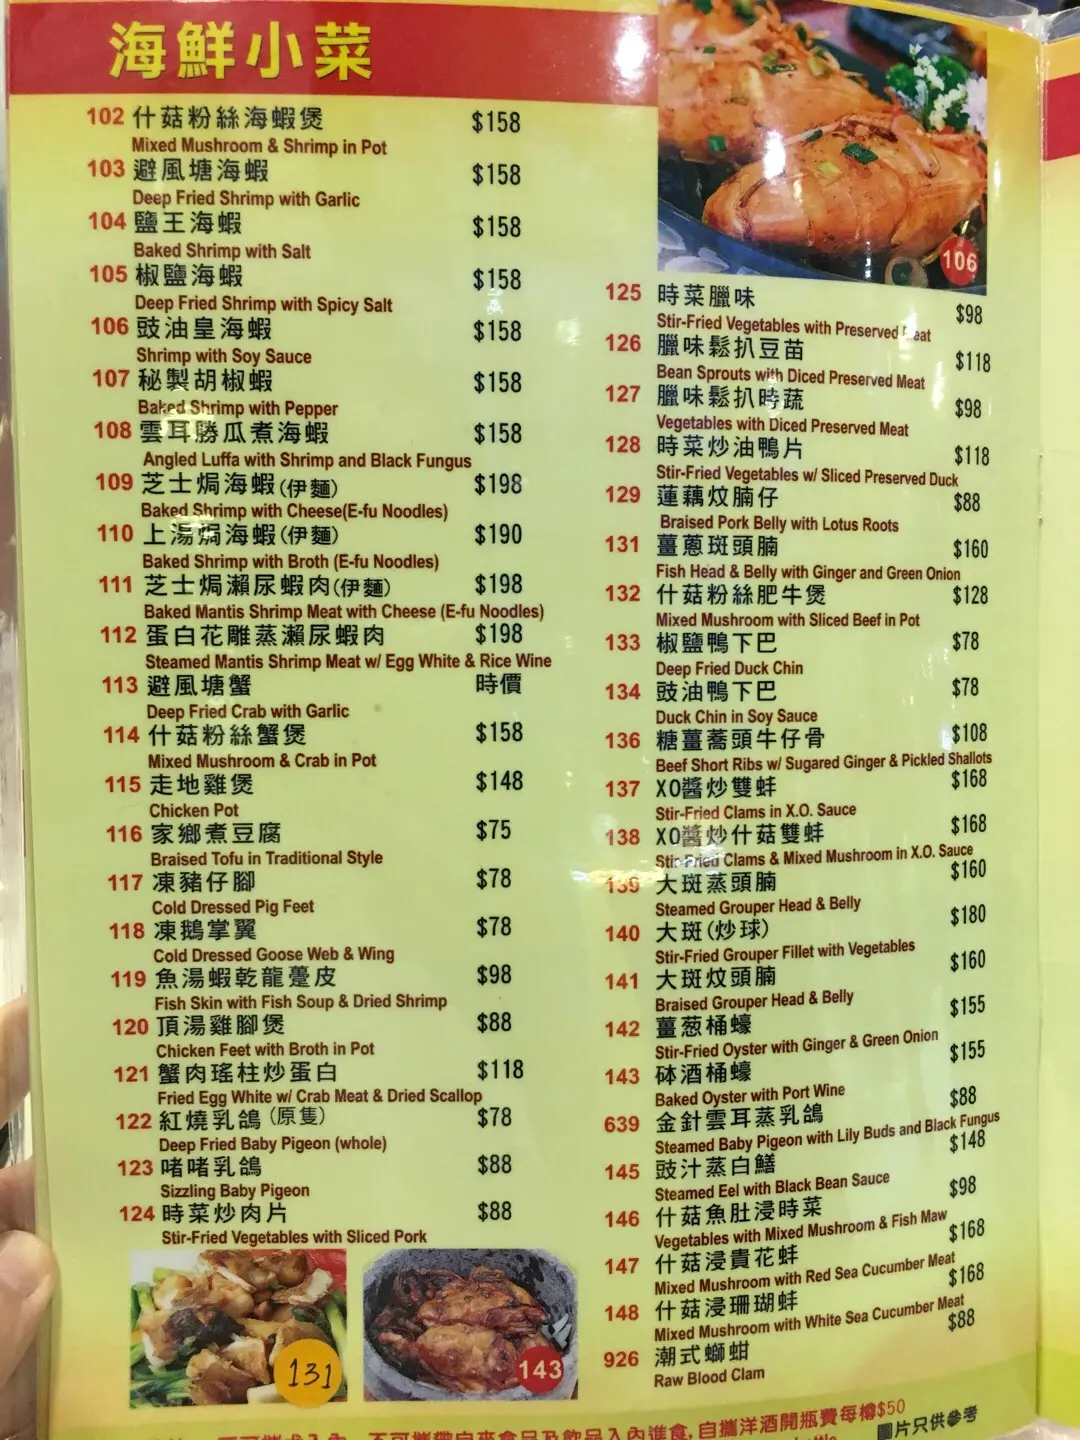 海鮮小菜
102 什菇粉絲海蝦煲 $158
Mixed Mushroom & Shrimp in Pot
103 避風塘海蝦 $158
Deep Fried Shrimp with Garlic
104 鹽王海蝦 $158
Baked Shrimp with Salt
105 椒鹽海蝦 $158
Deep Fried Shrimp with Spicy Salt
106 豉油皇海蝦 $158
Shrimp with Soy Sauce
107 秘製胡椒蝦 $158
Baked Shrimp with Pepper
108 雲耳勝瓜煮海蝦 $158
Angled Luffa with Shrimp and Black Fungus
109 芝士焗海蝦(伊麵) $198
Baked Shrimp with Cheese(E-fu Noodles)
110 上湯焗海蝦(伊麵) $190
Baked Shrimp with Broth (E-fu Noodles)
111 芝士焗瀨尿蝦肉(伊麵) $198
Baked Mantis Shrimp Meat with Cheese (E-fu Noodles)
112 蛋白花雕蒸瀨尿蝦肉 $198
Steamed Mantis Shrimp Meat w/ Egg White & Rice Wine
113 避風塘蟹 時價
Deep Fried Crab with Garlic
114 什菇粉絲蟹煲 $158
Mixed Mushroom & Crab in Pot
115 走地雞煲 $148
Chicken Pot
116 家鄉煮豆腐 $75
Braised Tofu in Traditional Style
117 凍豬仔腳 $78
Cold Dressed Pig Feet
118 凍鵝掌翼 $78
Cold Dressed Goose Web & Wing
119 魚湯蝦乾龍躉皮 $98
Fish Skin with Fish Soup & Dried Shrimp
120 頂湯雞腳煲 $88
Chicken Feet with Broth in Pot
121 蟹肉瑤柱炒蛋白 $118
Fried Egg White w/ Crab Meat & Dried Scallop
122 紅燒乳鴿(原隻) $78
Deep Fried Baby Pigeon (whole)
123 啫啫乳鴿 $88
Sizzling Baby Pigeon
124 時菜炒肉片 $88
Stir-Fried Vegetables with Sliced Pork
131
143
106
125 時菜臘味 $98
Stir-Fried Vegetables with Preserved Meat
126 臘味鬆扒豆苗 $118
Bean Sprouts with Diced Preserved Meat
127 臘味鬆扒時蔬 $98
Vegetables with Diced Preserved Meat
128 時菜炒油鴨片 $118
Stir-Fried Vegetables w/ Sliced Preserved Duck
129 蓮藕炆腩仔 $88
Braised Pork Belly with Lotus Roots
131 薑蔥斑頭腩 $160
Fish Head & Belly with Ginger and Green Onion
132 什菇粉絲肥牛煲 $128
Mixed Mushroom with Sliced Beef in Pot
133 椒鹽鴨下巴 $78
Deep Fried Duck Chin
134 豉油鴨下巴 $78
Duck Chin in Soy Sauce
136 糖薑蕎頭牛仔骨 $108
Beef Short Ribs w/ Sugared Ginger & Pickled Shallots
137 XO醬炒雙蚌 $168
Stir-Fried Clams in X.O. Sauce
138 XO醬炒什菇雙蚌 $168
Stir-Fried Clams & Mixed Mushroom in X.O. Sauce
139 大斑蒸頭腩 $160
Steamed Grouper Head & Belly
140 大斑(炒球) $180
Stir-Fried Grouper Fillet with Vegetables
141 大斑炆頭腩 $160
Braised Grouper Head & Belly
142 薑葱桶蠔 $155
Stir-Fried Oyster with Ginger & Green Onion
143 砵酒桶蠔 $155
Baked Oyster with Port Wine
639 金針雲耳蒸乳鴿 $88
Steamed Baby Pigeon with Lily Buds and Black Fungus
145 豉汁蒸白鱔 $148
Steamed Eel with Black Bean Sauce
146 什菇魚肚浸時菜 $98
Vegetables with Mixed Mushroom & Fish Maw
147 什菇浸貴花蚌 $168
Mixed Mushroom with Red Sea Cucumber Meat
148 什菇浸珊瑚蚌 $168
Mixed Mushroom with White Sea Cucumber Meat
926 潮式螄蚶 $88
Raw Blood Clam
不可攜帶自來食品及飲品入內進食,自攜洋酒開瓶費每樽$50
圖片只供參考